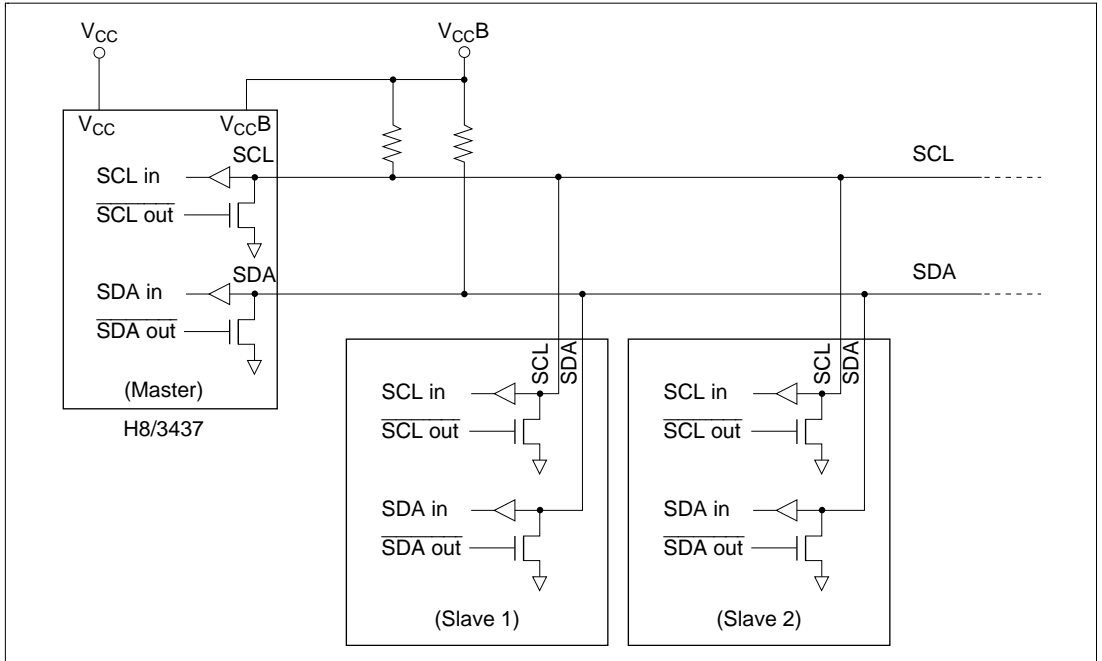 VCC
VCCB
VCC
VCCB
SCL
SCL in
SCL out
SDA
SDA in
SDA out
(Master)
H8/3437
SCL
SDA
SCL
SDA
SCL in
SCL out
SDA in
SDA out
(Slave 1)
SCL
SDA
SCL in
SCL out
SDA in
SDA out
(Slave 2)